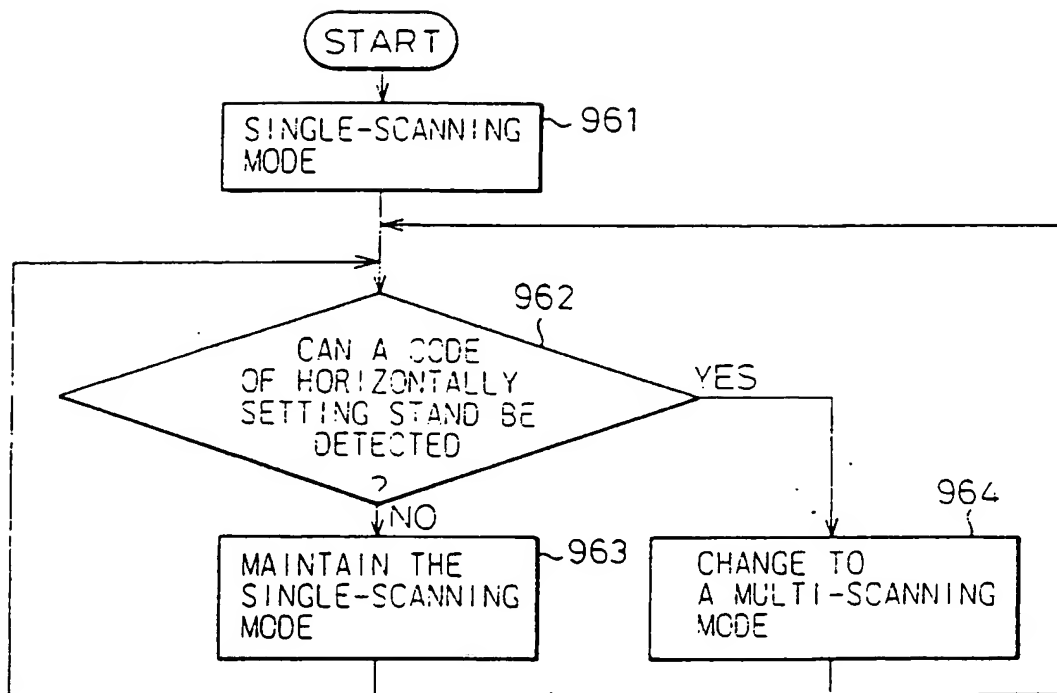 START
SINGLE-SCANNING
MODE
961
962
CAN A CODE
OF HORIZONTALLY
SETTING STAND BE
DETECTED
?
YES
NO
963
MAINTAIN THE
SINGLE-SCANNING
MODE
964
CHANGE TO
A MULTI-SCANNING
MODE